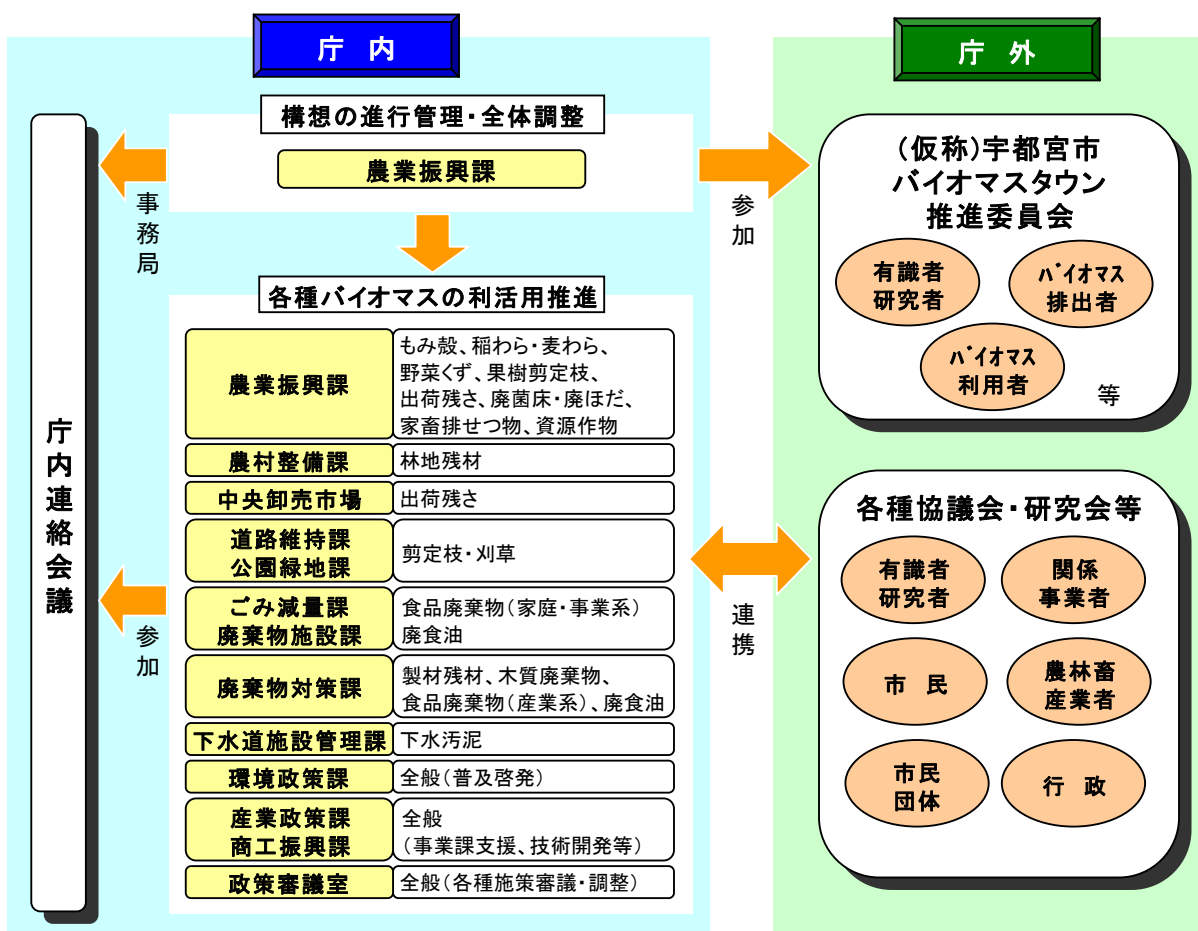 庁 内
構想の進行管理・全体調整
農業振興課
事務局
参加
各種バイオマスの利活用推進
農業振興課
もみ殻、稲わら・麦わら、
野菜くず、果樹剪定枝、
出荷残さ、廃菌床・廃ほだ、
家畜排せつ物、資源作物
農村整備課
林地残材
中央卸売市場
出荷残さ
道路維持課
公園緑地課
剪定枝・刈草
ごみ減量課
廃棄物施設課
食品廃棄物(家庭・事業系)
廃食油
廃棄物対策課
製材残材、木質廃棄物、
食品廃棄物(産業系)、廃食油
下水道施設管理課
下水汚泥
環境政策課
全般(普及啓発)
産業政策課
商工振興課
全般
(事業課支援、技術開発等)
政策審議室
全般(各種施策審議・調整)
庁内連絡会議
参加
連携
庁 外
(仮称)宇都宮市
バイオマスタウン
推進委員会
有識者
研究者
バイオマス
排出者
バイオマス
利用者
等
各種協議会・研究会等
有識者
研究者
関係
事業者
市 民
農林畜
産業者
市民
団体
行 政